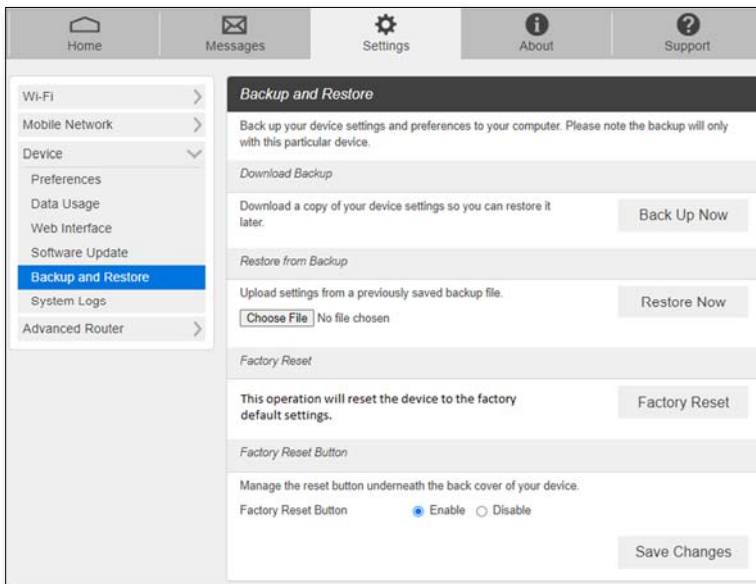 Home
Messages
Settings
About
Support
Wi-Fi
Mobile Network
Device
Preferences
Data Usage
Web Interface
Software Update
Backup and Restore
System Logs
Advanced Router
Backup and Restore
Back up your device settings and preferences to your computer. Please note the backup will only
with this particular device.
Download Backup
Download a copy of your device settings so you can restore it
later.
Back Up Now
Restore from Backup
Upload settings from a previously saved backup file.
Choose File No file chosen
Restore Now
Factory Reset
This operation will reset the device to the factory
default settings.
Factory Reset
Factory Reset Button
Manage the reset button underneath the back cover of your device.
Factory Reset Button Enable Disable
Save Changes